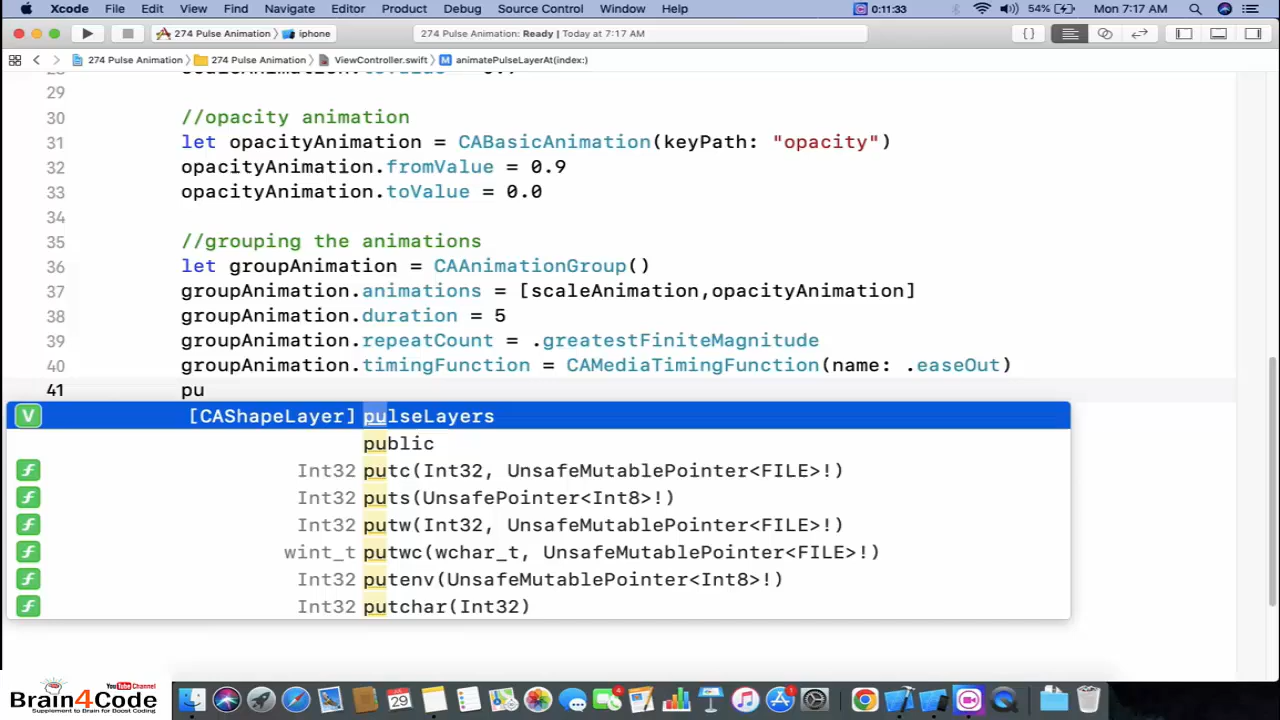 Xcode File Edit View Find Navigate Editor Product Debug Source Control Window Help 0:11:33 54% Mon 7:17 AM
274 Pulse Animation iphone 274 Pulse Animation: Ready | Today at 7:17 AM { }
274 Pulse Animation 274 Pulse Animation ViewController.swift M animatePulseLayerAt(index:)
29
30 //opacity animation
31 let opacityAnimation = CABasicAnimation(keyPath: "opacity")
32 opacityAnimation.fromValue = 0.9
33 opacityAnimation.toValue = 0.0
34
35 //grouping the animations
36 let groupAnimation = CAAnimationGroup()
37 groupAnimation.animations = [scaleAnimation,opacityAnimation]
38 groupAnimation.duration = 5
39 groupAnimation.repeatCount = .greatestFiniteMagnitude
40 groupAnimation.timingFunction = CAMediaTimingFunction(name: .easeOut)
41 pu
V [CAShapeLayer] pulseLayers
public
f Int32 putc(Int32, UnsafeMutablePointer<FILE>!)
f Int32 puts(UnsafePointer<Int8>!)
f Int32 putw(Int32, UnsafeMutablePointer<FILE>!)
f wint_t putwc(wchar_t, UnsafeMutablePointer<FILE>!)
f Int32 putenv(UnsafeMutablePointer<Int8>!)
f Int32 putchar(Int32)
YouTube Channel
Brain4Code
Supplement to Brain for Boost Coding
29
4
1